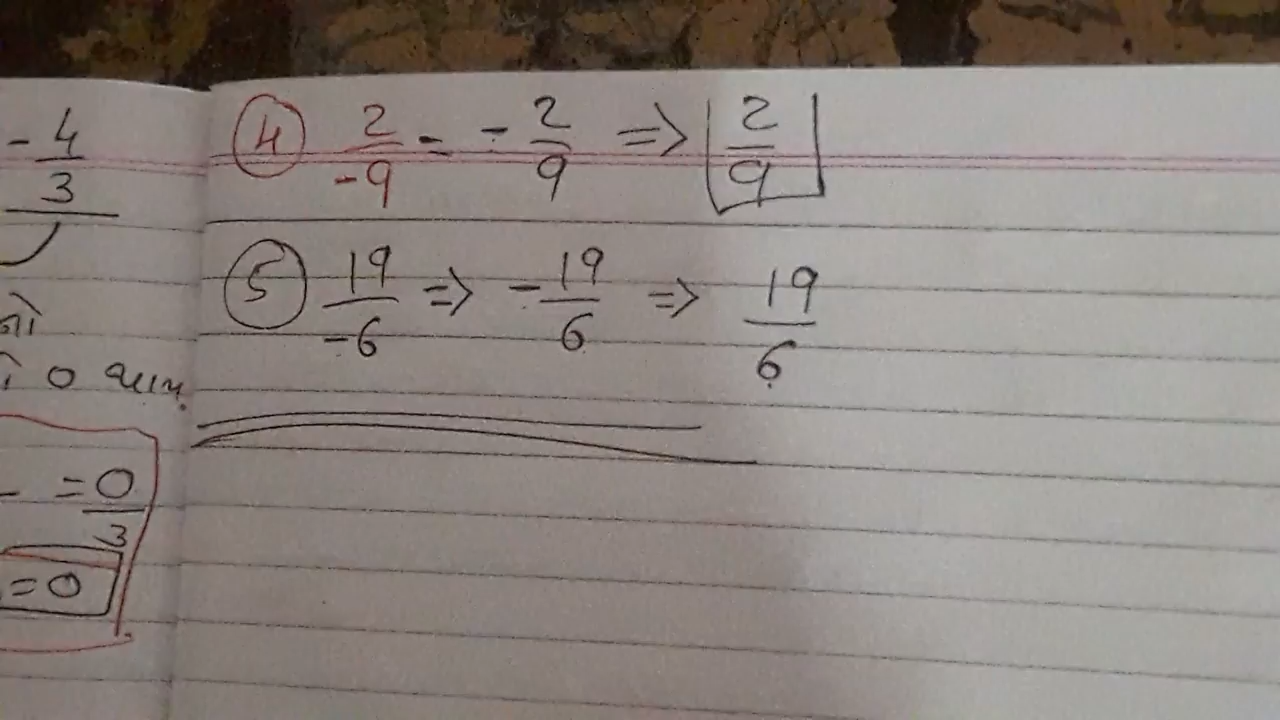 - 4/3
0
= 0/3
= 0
④ 2/-9 = - 2/9 => 2/9
⑤ 19/-6 => - 19/6 => 19/6